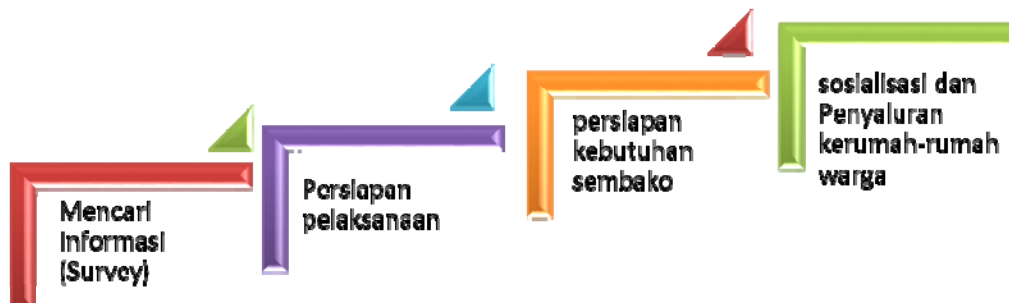 Mencari
Informasi
(Survey)
Persiapan
pelaksanaan
persiapan
kebutuhan
sembako
sosialisasi dan
Penyaluran
kerumah-rumah
warga